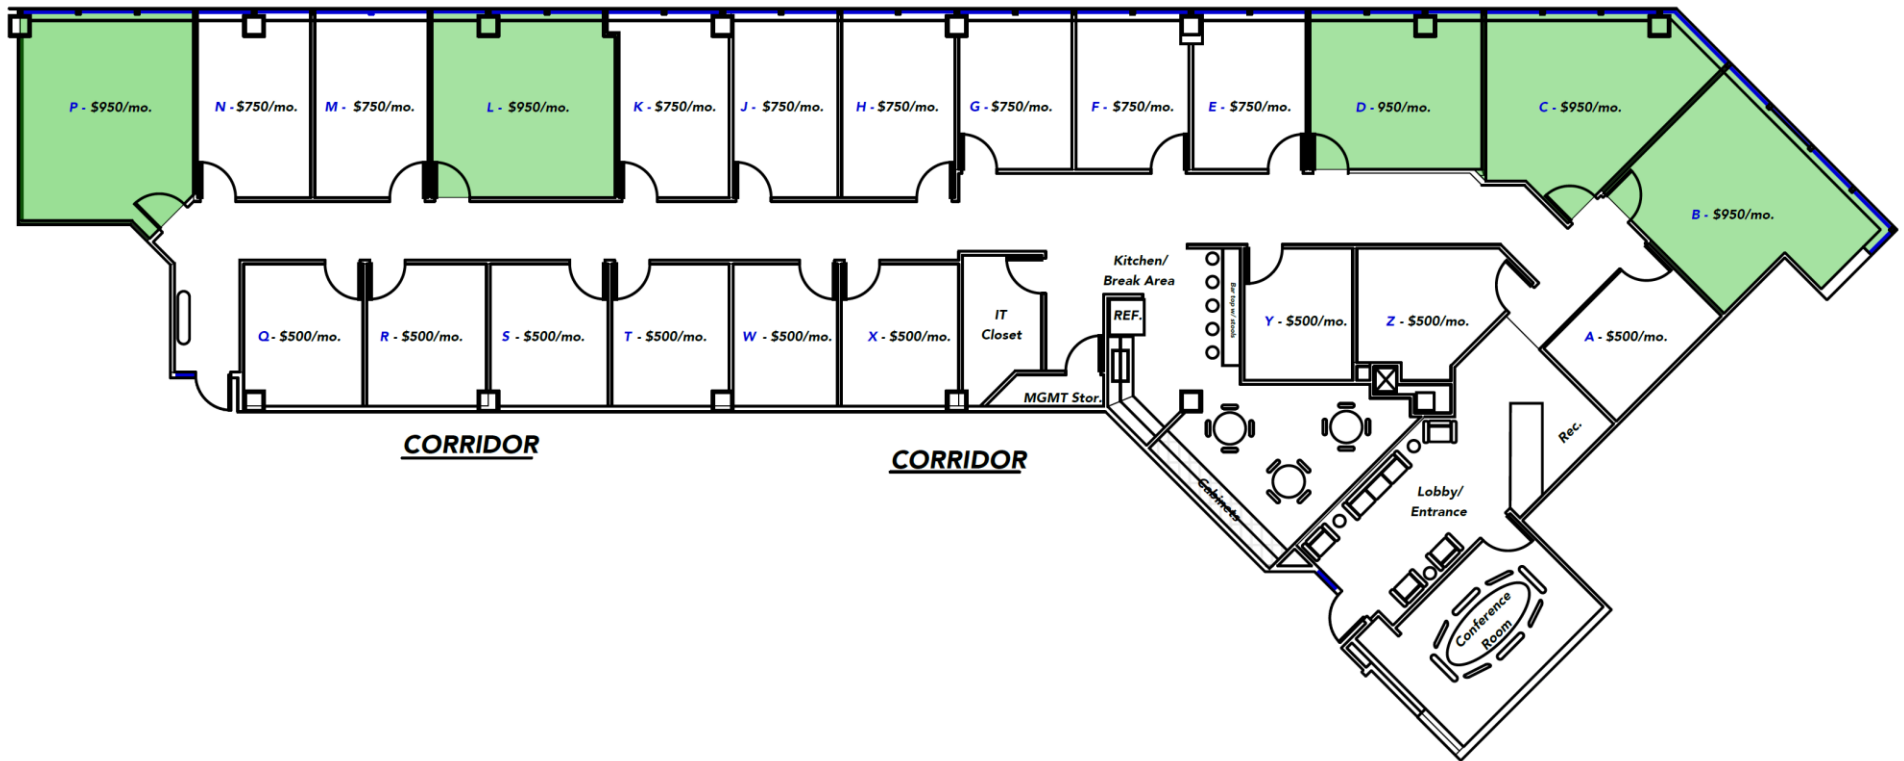 P - $950/mo.
N - $750/mo.
M - $750/mo.
L - $950/mo.
K - $750/mo.
J - $750/mo.
H - $750/mo.
G - $750/mo.
F - $750/mo.
E - $750/mo.
D - 950/mo.
C - $950/mo.
B - $950/mo.
Kitchen/
Break Area
Bar top w/ stools
REF.
IT
Closet
Q - $500/mo.
R - $500/mo.
S - $500/mo.
T - $500/mo.
W - $500/mo.
X - $500/mo.
Y - $500/mo.
Z - $500/mo.
A - $500/mo.
MGMT Stor.
CORRIDOR
CORRIDOR
Cabinets
Rec.
Lobby/
Entrance
Conference
Room